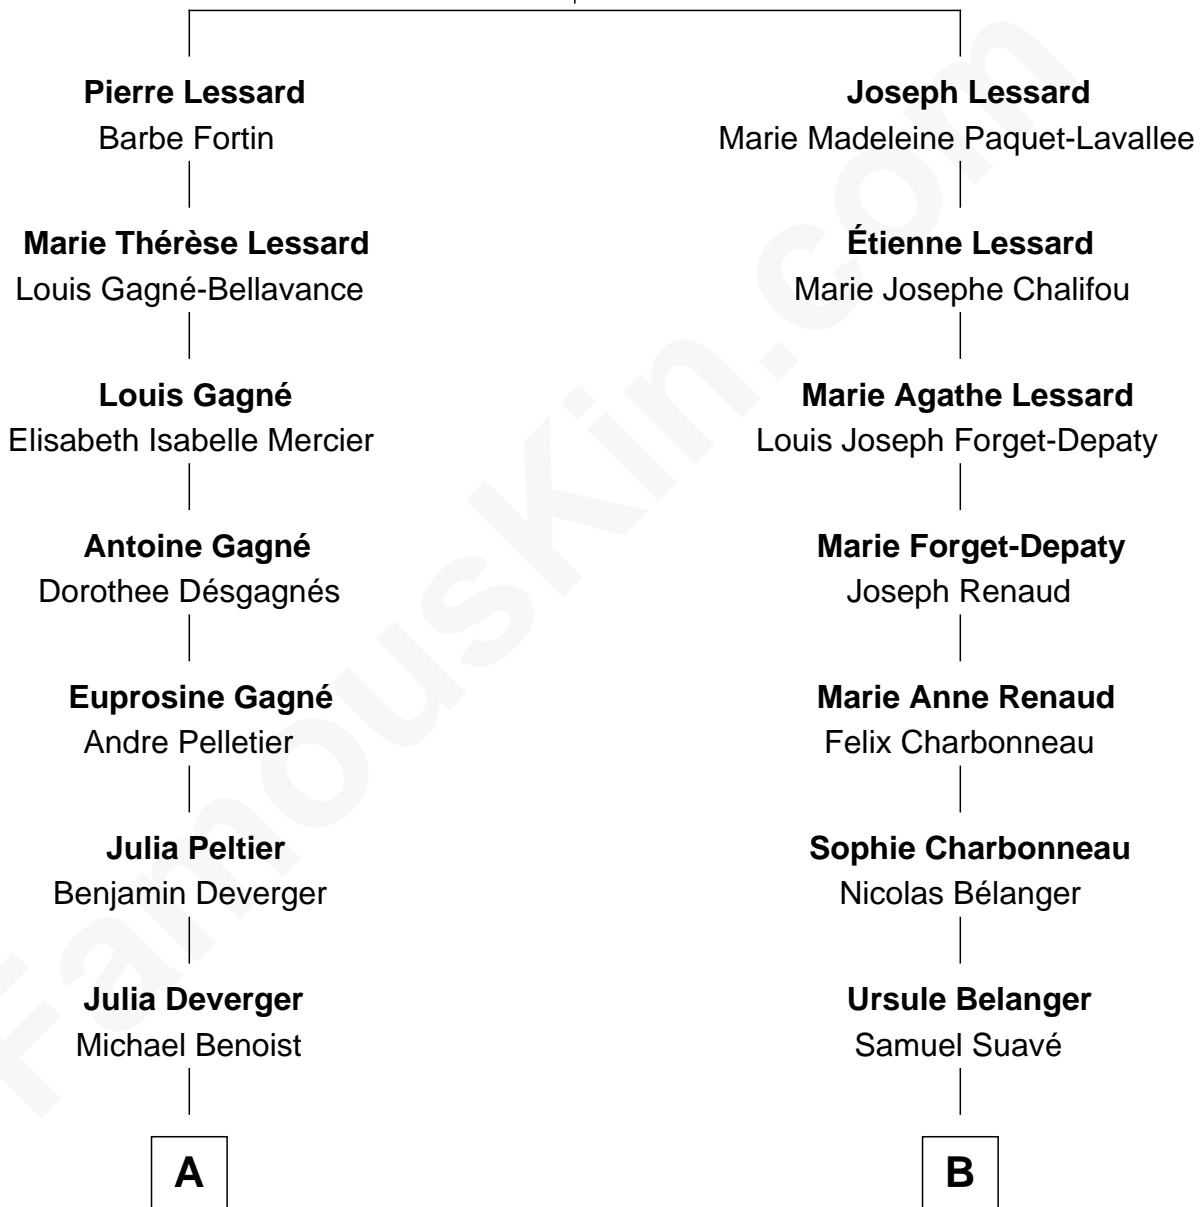 Pierre Lessard
Barbe Fortin
Marie Thérèse Lessard
Louis Gagné-Bellavance
Louis Gagné
Elisabeth Isabelle Mercier
Antoine Gagné
Dorothee Désgagnés
Euprosine Gagné
Andre Pelletier
Julia Peltier
Benjamin Deverger
Julia Deverger
Michael Benoist
A
Joseph Lessard
Marie Madeleine Paquet-Lavallee
Étienne Lessard
Marie Josephe Chalifou
Marie Agathe Lessard
Louis Joseph Forget-Depaty
Marie Forget-Depaty
Joseph Renaud
Marie Anne Renaud
Felix Charbonneau
Sophie Charbonneau
Nicolas Bélanger
Ursule Belanger
Samuel Suavé
B
FamousKin.com